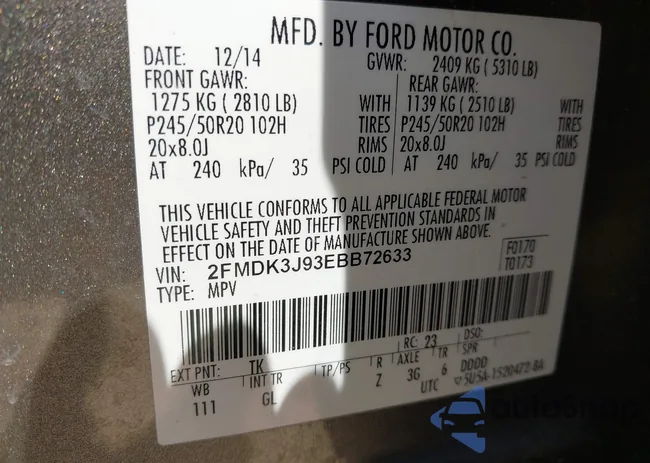 MFD. BY FORD MOTOR CO.
DATE: 12/14 GVWR: 2409 KG ( 5310 LB)
FRONT GAWR: REAR GAWR:
1275 KG ( 2810 LB) WITH 1139 KG ( 2510 LB) WITH
P245/50R20 102H TIRES P245/50R20 102H TIRES
20x8.0J RIMS 20x8.0J RIMS
AT 240 kPa/ 35 PSI COLD AT 240 kPa/ 35 PSI COLD
THIS VEHICLE CONFORMS TO ALL APPLICABLE FEDERAL MOTOR
VEHICLE SAFETY AND THEFT PREVENTION STANDARDS IN
EFFECT ON THE DATE OF MANUFACTURE SHOWN ABOVE.
VIN: 2FMDK3J93EBB72633 F0170
TYPE: MPV T0173
RC: 23 DSO:
EXT PNT: TK
WB INT TR TP/PS R AXLE TR SPR
111 GL Z 3G 6 DDDD
UTC 5U5A-1520472-BA